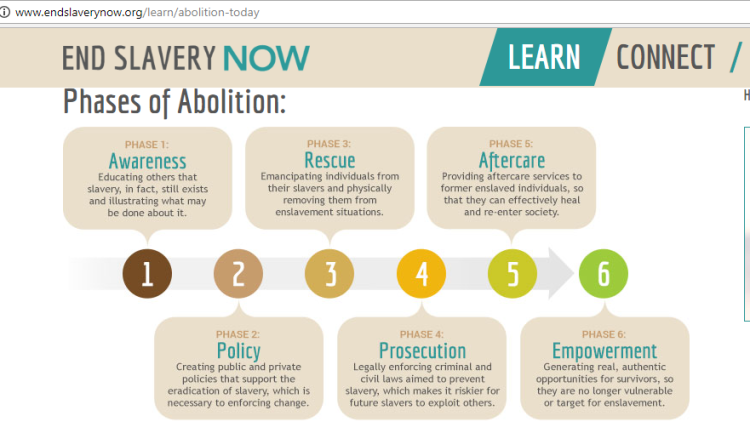 www.endslaverynow.org/learn/abolition-today
END SLAVERY NOW
LEARN
CONNECT /
Phases of Abolition:
PHASE 1:
Awareness
Educating others that
slavery, in fact, still exists
and illustrating what may
be done about it.
PHASE 3:
Rescue
Emancipating individuals from
their slavers and physically
removing them from
enslavement situations.
PHASE 5:
Aftercare
Providing aftercare services to
former enslaved individuals, so
that they can effectively heal
and re-enter society.
1
2
3
4
5
6
PHASE 2:
Policy
Creating public and private
policies that support the
eradication of slavery, which is
necessary to enforcing change.
PHASE 4:
Prosecution
Legally enforcing criminal and
civil laws aimed to prevent
slavery, which makes it riskier for
future slavers to exploit others.
PHASE 6:
Empowerment
Generating real, authentic
opportunities for survivors, so
they are no longer vulnerable
or target for enslavement.